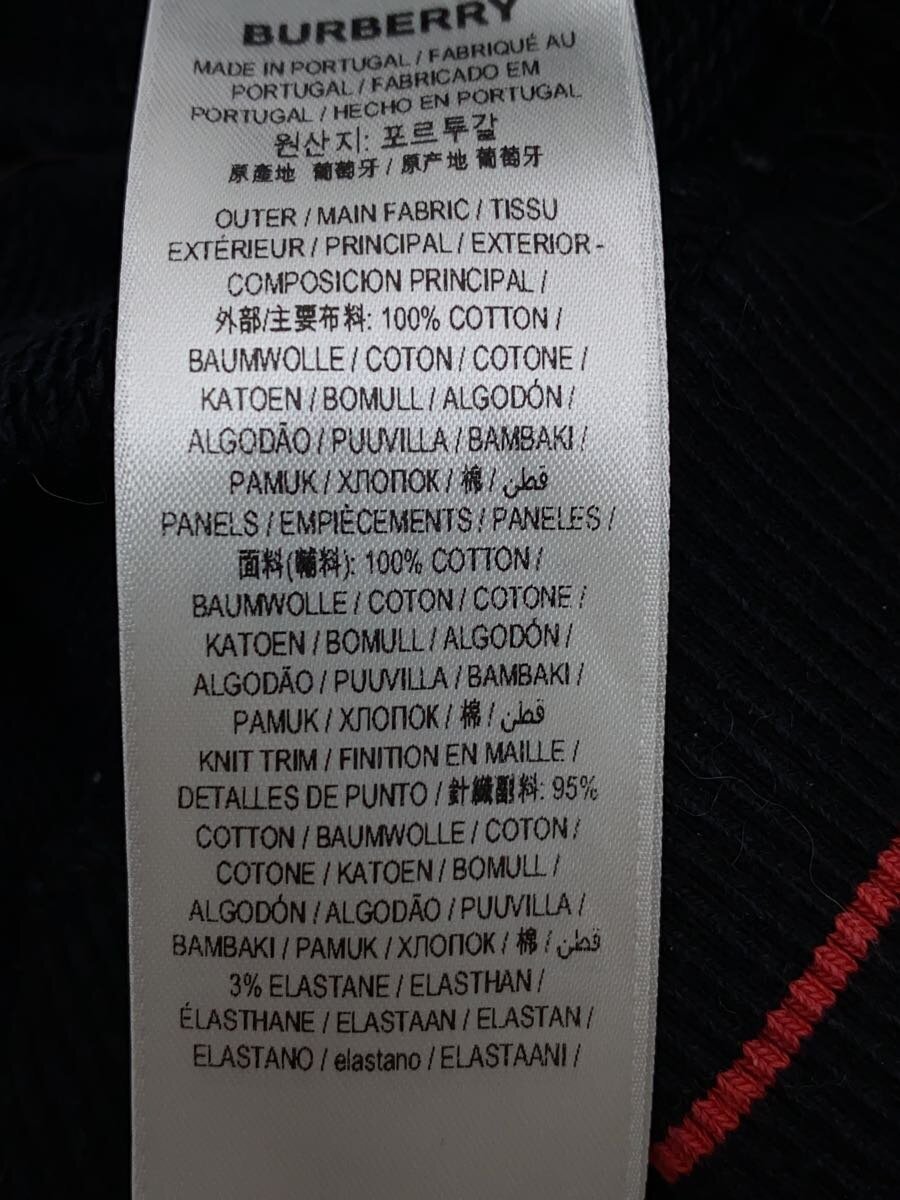 BURBERRY
MADE IN PORTUGAL / FABRIQUÉ AU
PORTUGAL / FABRICADO EM
PORTUGAL / HECHO EN PORTUGAL
원산지: 포르투갈
原產地 葡萄牙 / 原产地 葡萄牙
OUTER / MAIN FABRIC / TISSU
EXTÉRIEUR / PRINCIPAL / EXTERIOR -
COMPOSICION PRINCIPAL /
外部/主要布料: 100% COTTON /
BAUMWOLLE / COTON / COTONE /
KATOEN / BOMULL / ALGODÓN /
ALGODÃO / PUUVILLA / BAMBAKI /
PAMUK / ХЛОПОК / 棉 / قطن
PANELS / EMPIÈCEMENTS / PANELES /
面料(輔料): 100% COTTON /
BAUMWOLLE / COTON / COTONE /
KATOEN / BOMULL / ALGODÓN /
ALGODÃO / PUUVILLA / BAMBAKI /
PAMUK / ХЛОПОК / 棉 / قطن
KNIT TRIM / FINITION EN MAILLE /
DETALLES DE PUNTO / 針織副料: 95%
COTTON / BAUMWOLLE / COTON /
COTONE / KATOEN / BOMULL /
ALGODÓN / ALGODÃO / PUUVILLA /
BAMBAKI / PAMUK / ХЛОПОК / 棉 / قطن
3% ELASTANE / ELASTHAN /
ÉLASTHANE / ELASTAAN / ELASTAN /
ELASTANO / elastano / ELASTAANI /